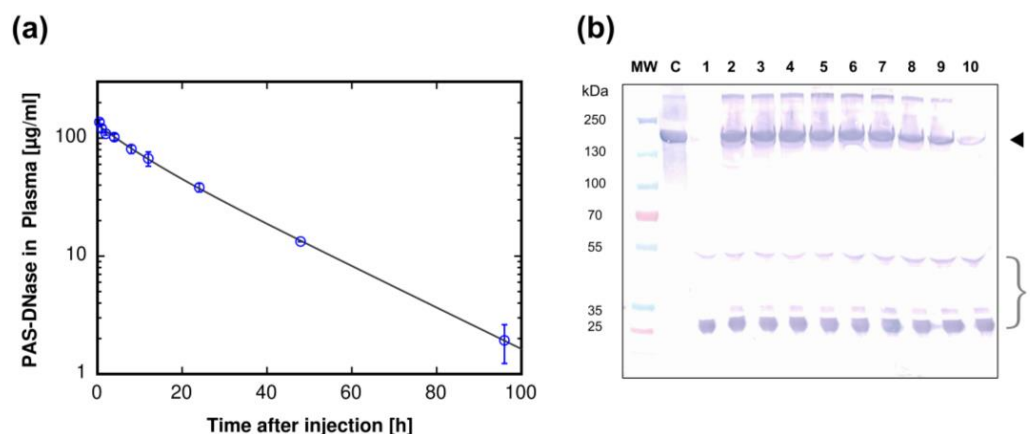 (a)
PAS-DNase in Plasma [µg/ml]
100
10
1
0 20 40 60 80 100
Time after injection [h]
(b)
MW C 1 2 3 4 5 6 7 8 9 10
kDa
250
130
100
70
55
35
25